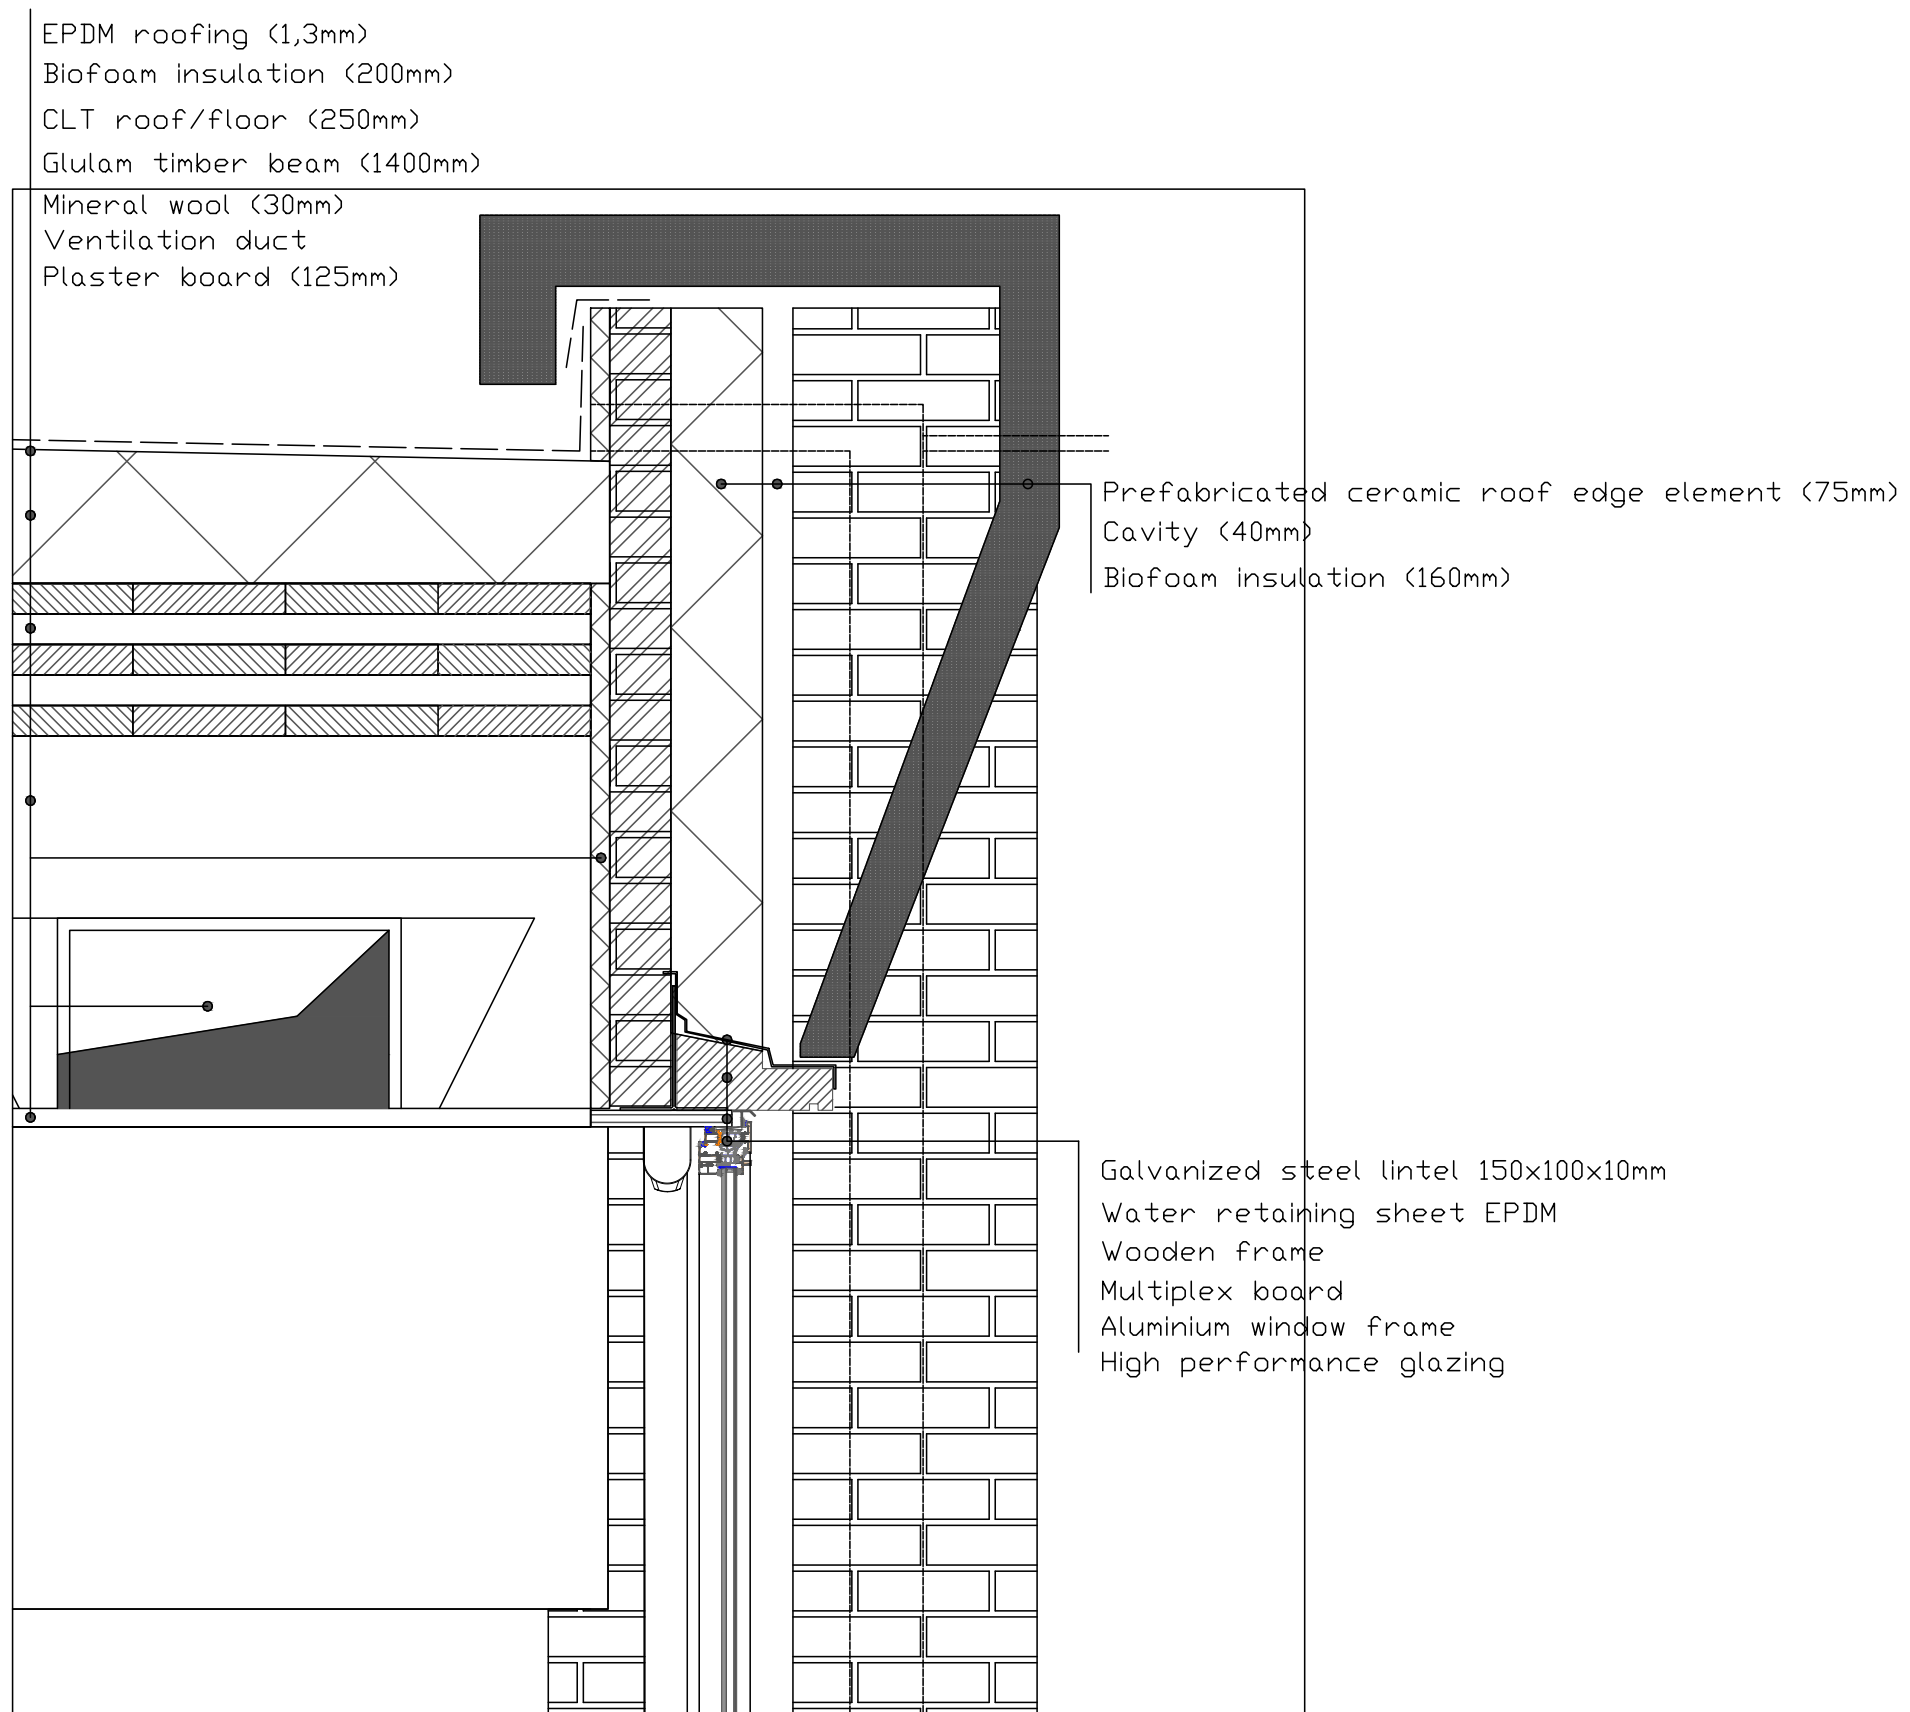 EPDM roofing (1,3mm)
Biofoam insulation (200mm)
CLT roof/floor (250mm)
Glulam timber beam (1400mm)
Mineral wool (30mm)
Ventilation duct
Plaster board (125mm)
Prefabricated ceramic roof edge element (75mm)
Cavity (40mm)
Biofoam insulation (160mm)
Galvanized steel lintel 150x100x10mm
Water retaining sheet EPDM
Wooden frame
Multiplex board
Aluminium window frame
High performance glazing